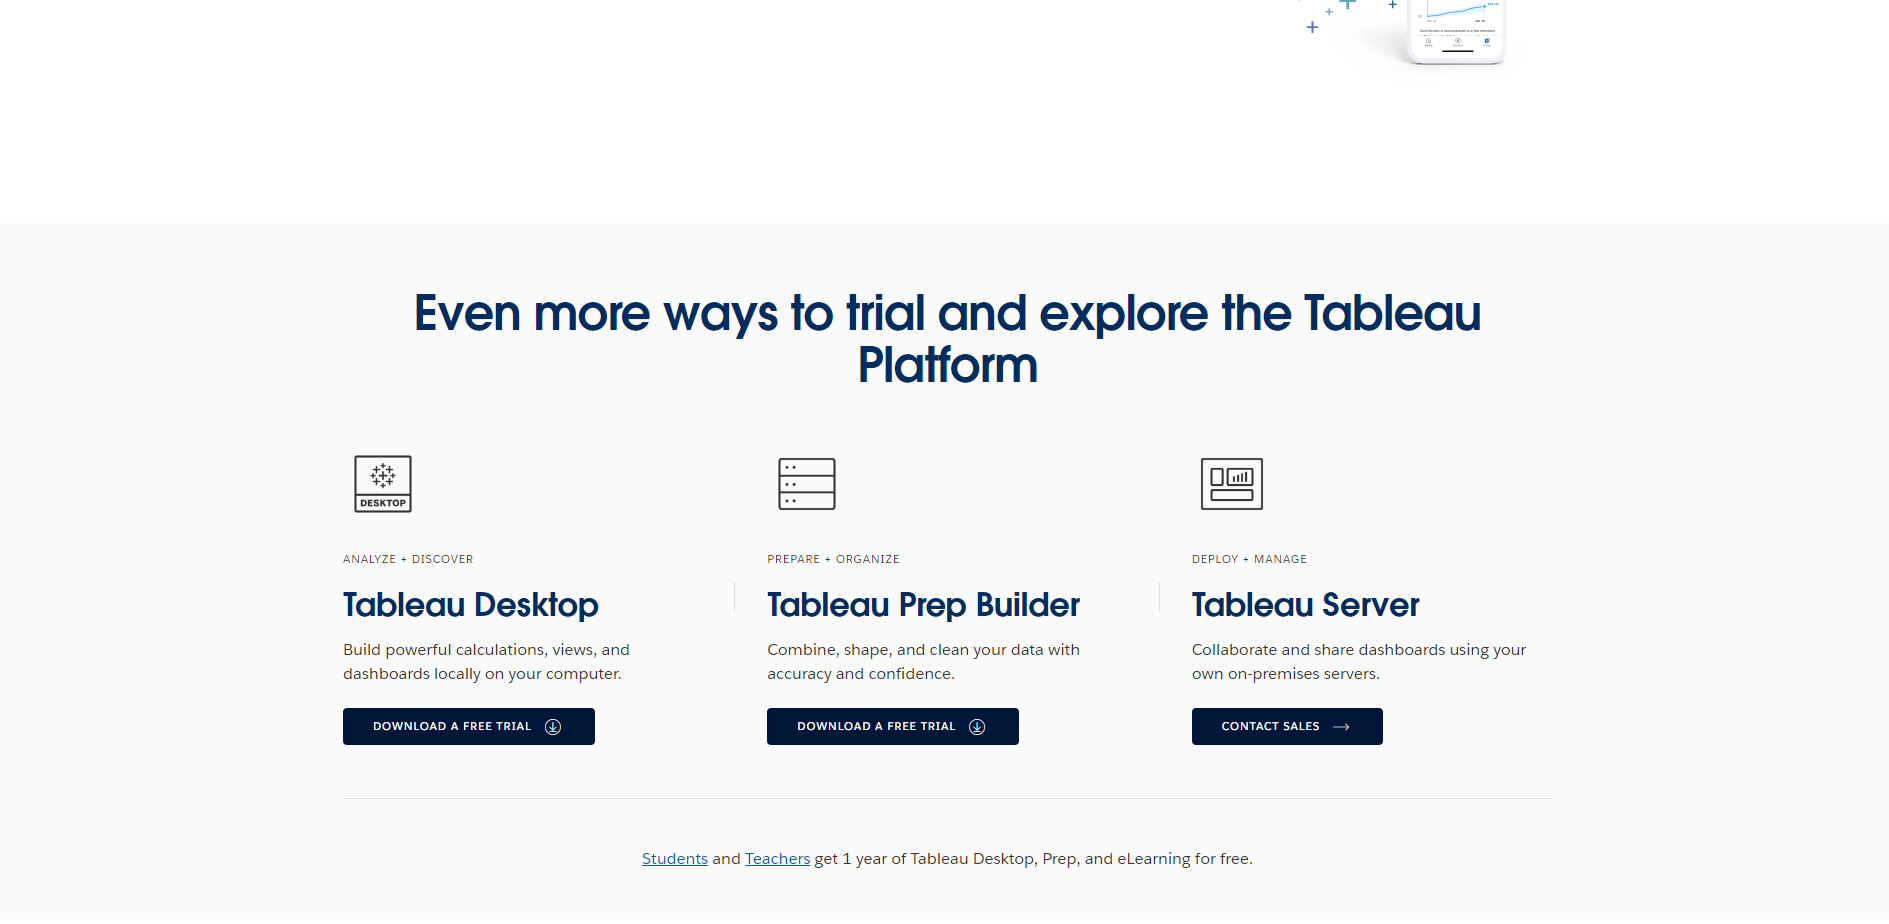 Even more ways to trial and explore the Tableau
Platform
DESKTOP
ANALYZE + DISCOVER
Tableau Desktop
Build powerful calculations, views, and
dashboards locally on your computer.
DOWNLOAD A FREE TRIAL
PREPARE + ORGANIZE
Tableau Prep Builder
Combine, shape, and clean your data with
accuracy and confidence.
DOWNLOAD A FREE TRIAL
DEPLOY + MANAGE
Tableau Server
Collaborate and share dashboards using your
own on-premises servers.
CONTACT SALES
Students and Teachers get 1 year of Tableau Desktop, Prep, and eLearning for free.